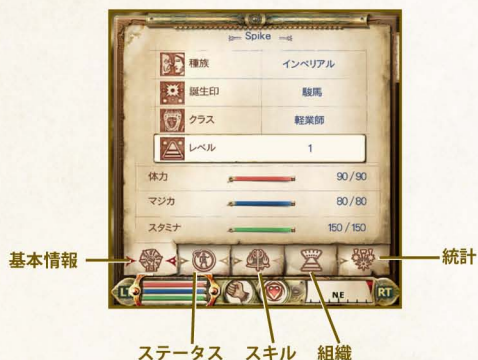 Spike
種族 インペリアル
誕生印 駿馬
クラス 軽業師
レベル 1
体力 90/90
マジカ 80/80
スタミナ 150/150
基本情報
統計
LT
NE
RT
ステータス スキル 組織